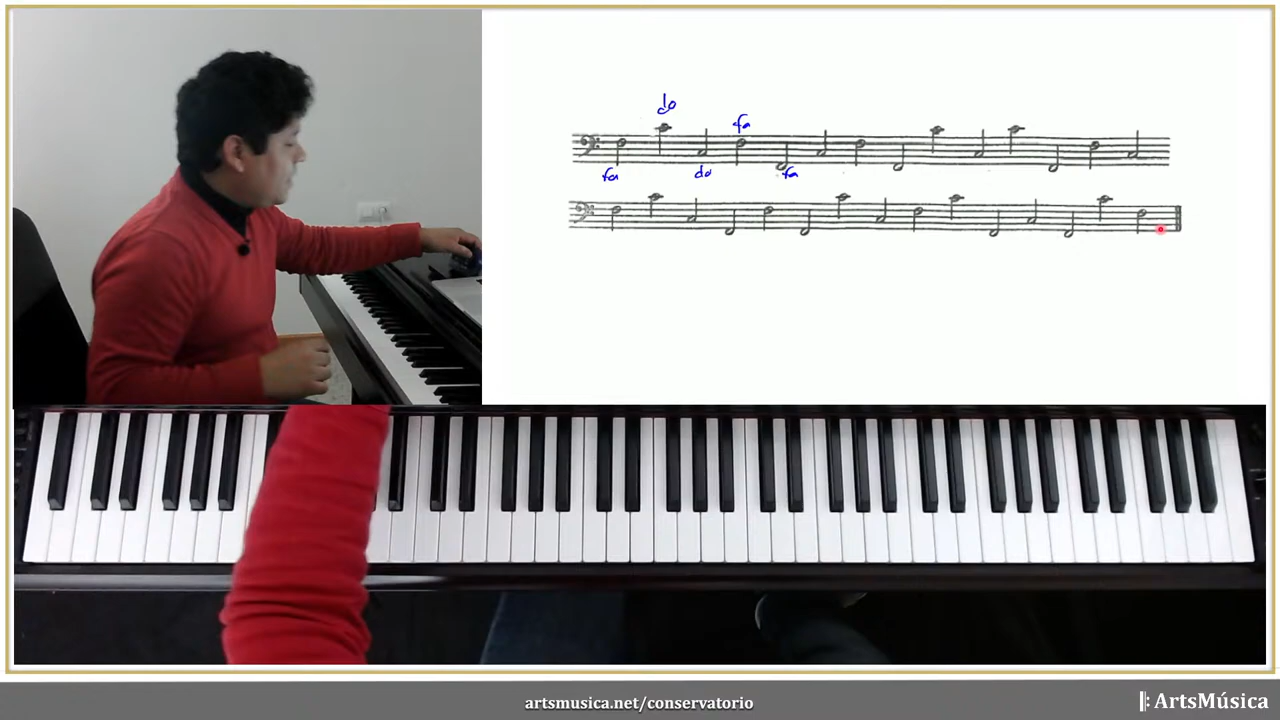 do
fa
fa do fa
artsmusica.net/conservatorio
ArtsMúsica